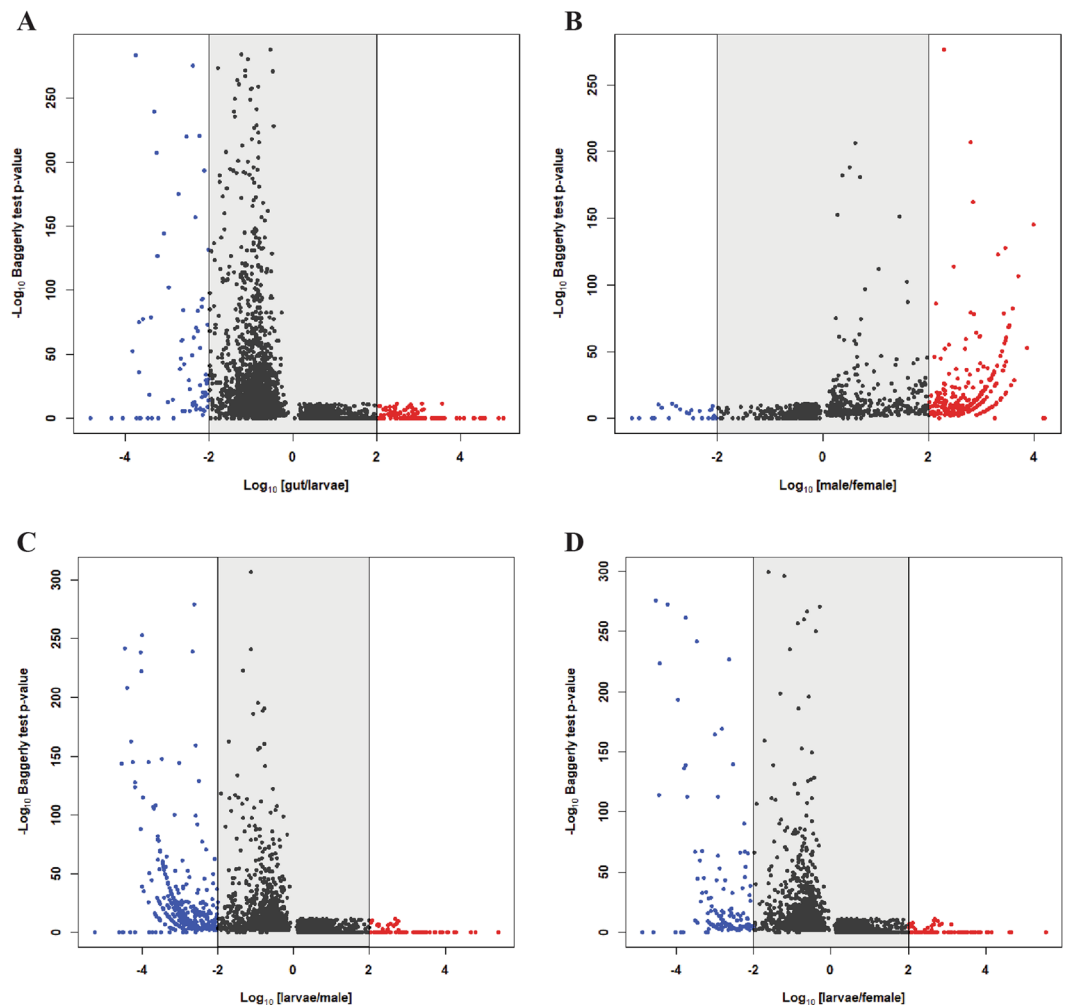 A
-Log10 Baggerly test p-value
250
200
150
100
50
0
-4 -2 0 2 4
Log10 [gut/larvae]
B
-Log10 Baggerly test p-value
250
200
150
100
50
0
-4 -2 0 2 4
Log10 [male/female]
C
-Log10 Baggerly test p-value
300
250
200
150
100
50
0
-4 -2 0 2 4
Log10 [larvae/male]
D
-Log10 Baggerly test p-value
300
250
200
150
100
50
0
-4 -2 0 2 4
Log10 [larvae/female]